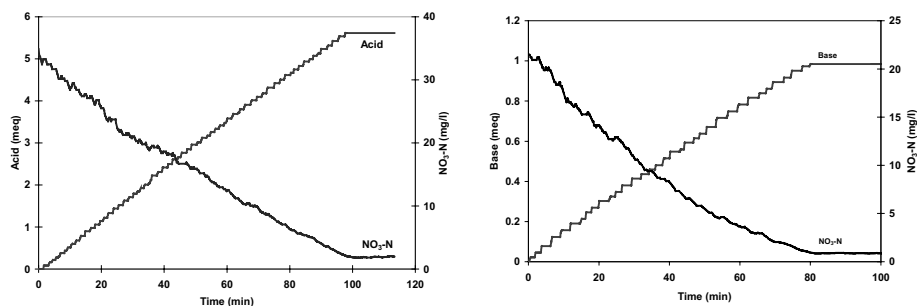 6
5
4
3
2
1
0
Acid (meq)
40
30
20
10
0
NO₃-N (mg/l)
Acid
NO₃-N
0 20 40 60 80 100 120
Time (min)
1.2
1
0.8
0.6
0.4
0.2
0
Base (meq)
25
20
15
10
5
0
NO₃-N (mg/l)
Base
NO₃-N
0 20 40 60 80 100
Time (min)